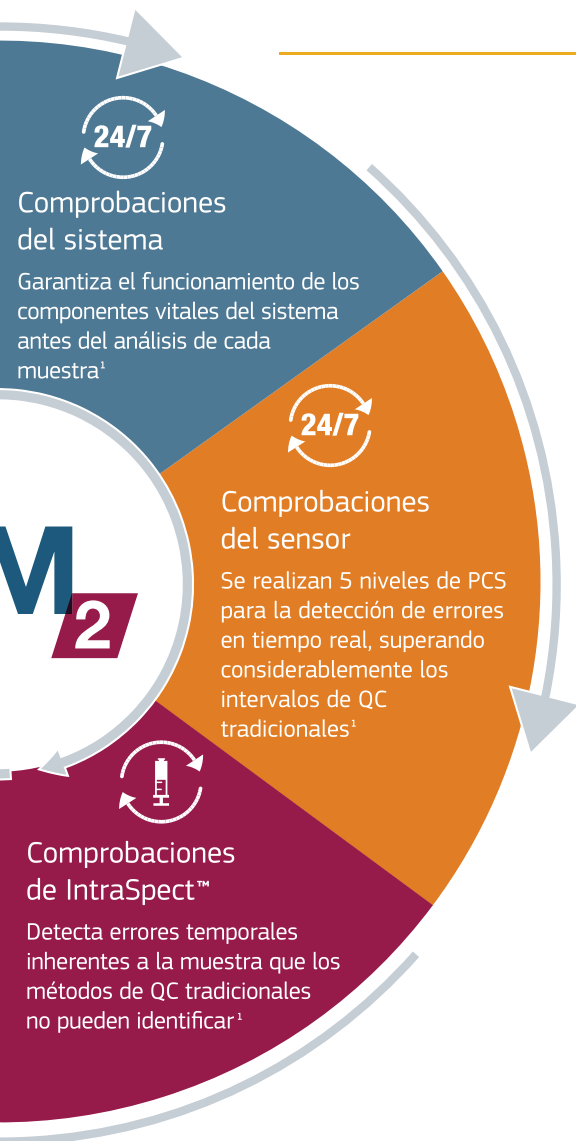 24/7
Comprobaciones
del sistema
Garantiza el funcionamiento de los
componentes vitales del sistema
antes del análisis de cada
muestra¹
24/7
Comprobaciones
del sensor
Se realizan 5 niveles de PCS
para la detección de errores
en tiempo real, superando
considerablemente los
intervalos de QC
tradicionales¹
M
2
Comprobaciones
de IntraSpect™
Detecta errores temporales
inherentes a la muestra que los
métodos de QC tradicionales
no pueden identificar¹